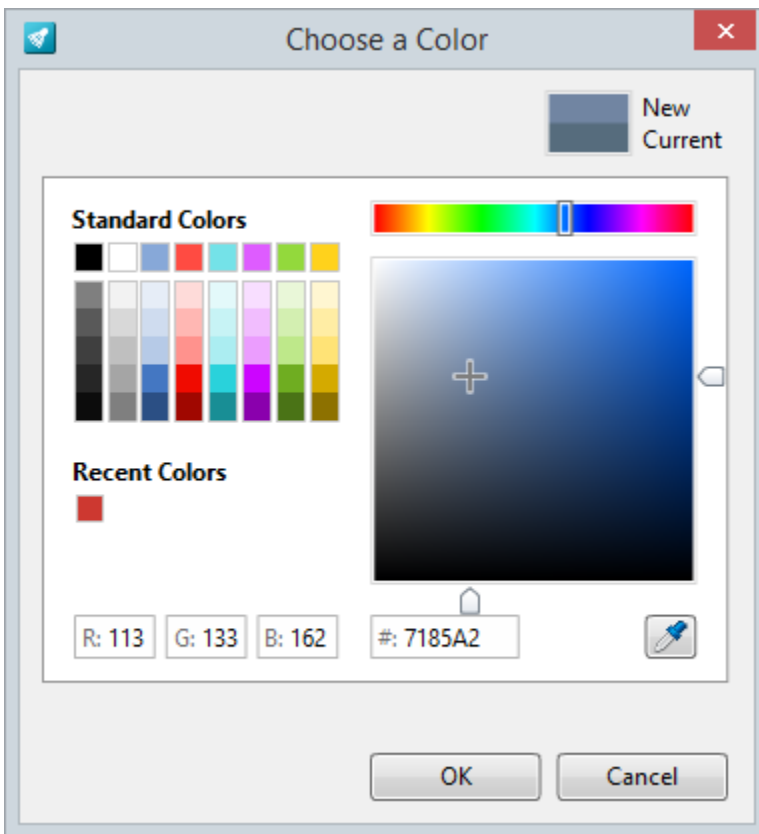 Choose a Color
New
Current
Standard Colors
Recent Colors
R: 113 G: 133 B: 162 #: 7185A2
OK Cancel